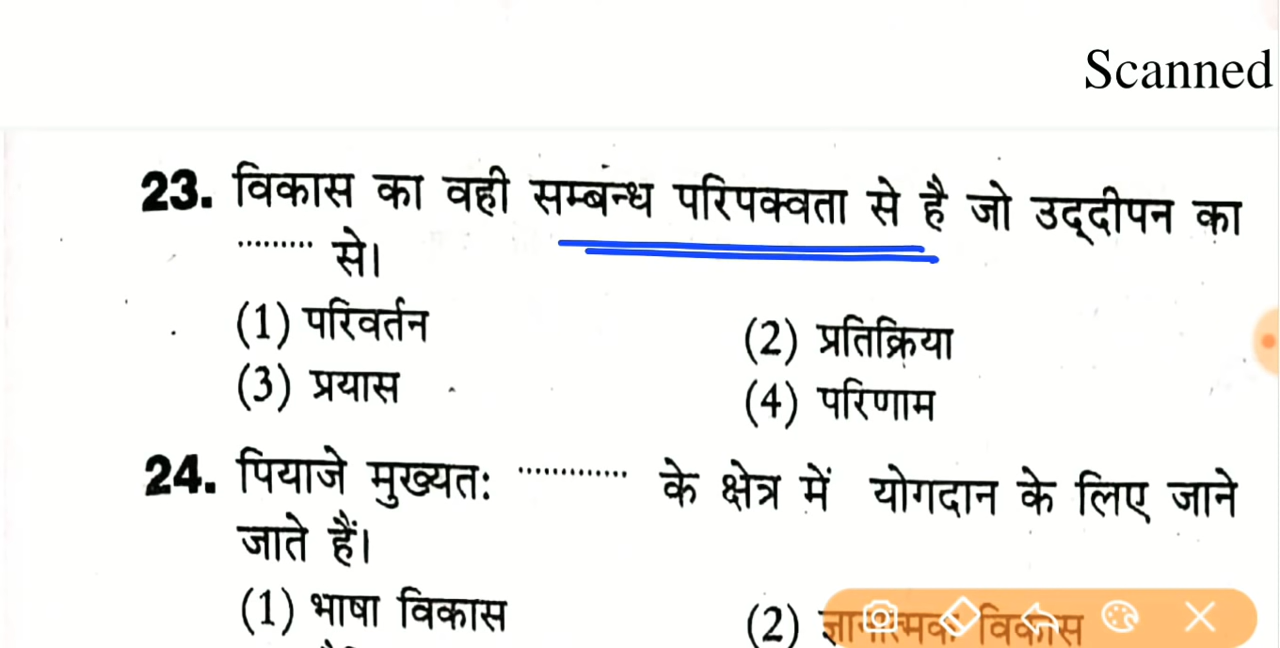 Scanned
23. विकास का वही सम्बन्ध परिपक्वता से है जो उद्दीपन का
......... से।
(1) परिवर्तन (2) प्रतिक्रिया
(3) प्रयास (4) परिणाम
24. पियाजे मुख्यतः ............. के क्षेत्र में योगदान के लिए जाने
जाते हैं।
(1) भाषा विकास (2) ज्ञानात्मक विकास